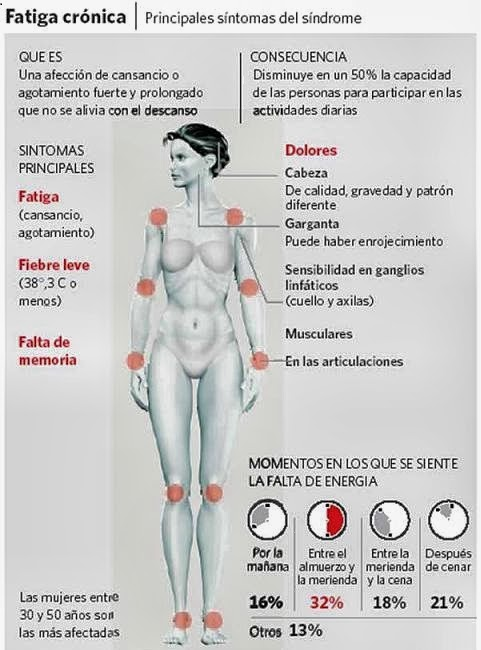 Fatiga crónica | Principales síntomas del síndrome
QUE ES
Una afección de cansancio o
agotamiento fuerte y prolongado
que no se alivia con el descanso
CONSECUENCIA
Disminuye en un 50% la capacidad
de las personas para participar en las
actividades diarias
SINTOMAS
PRINCIPALES
Fatiga
(cansancio,
agotamiento)
Fiebre leve
(38°,3 C o
menos)
Falta de
memoria
Dolores
Cabeza
De calidad, gravedad y patrón
diferente
Garganta
Puede haber enrojecimiento
Sensibilidad en ganglios
linfáticos
(cuello y axilas)
Musculares
En las articulaciones
MOMENTOS EN LOS QUE SE SIENTE
LA FALTA DE ENERGIA
Por la
mañana
16%
Entre el
almuerzo y
la merienda
32%
Entre la
merienda
y la cena
18%
Después
de cenar
21%
Otros 13%
Las mujeres entre
30 y 50 años son
las más afectadas